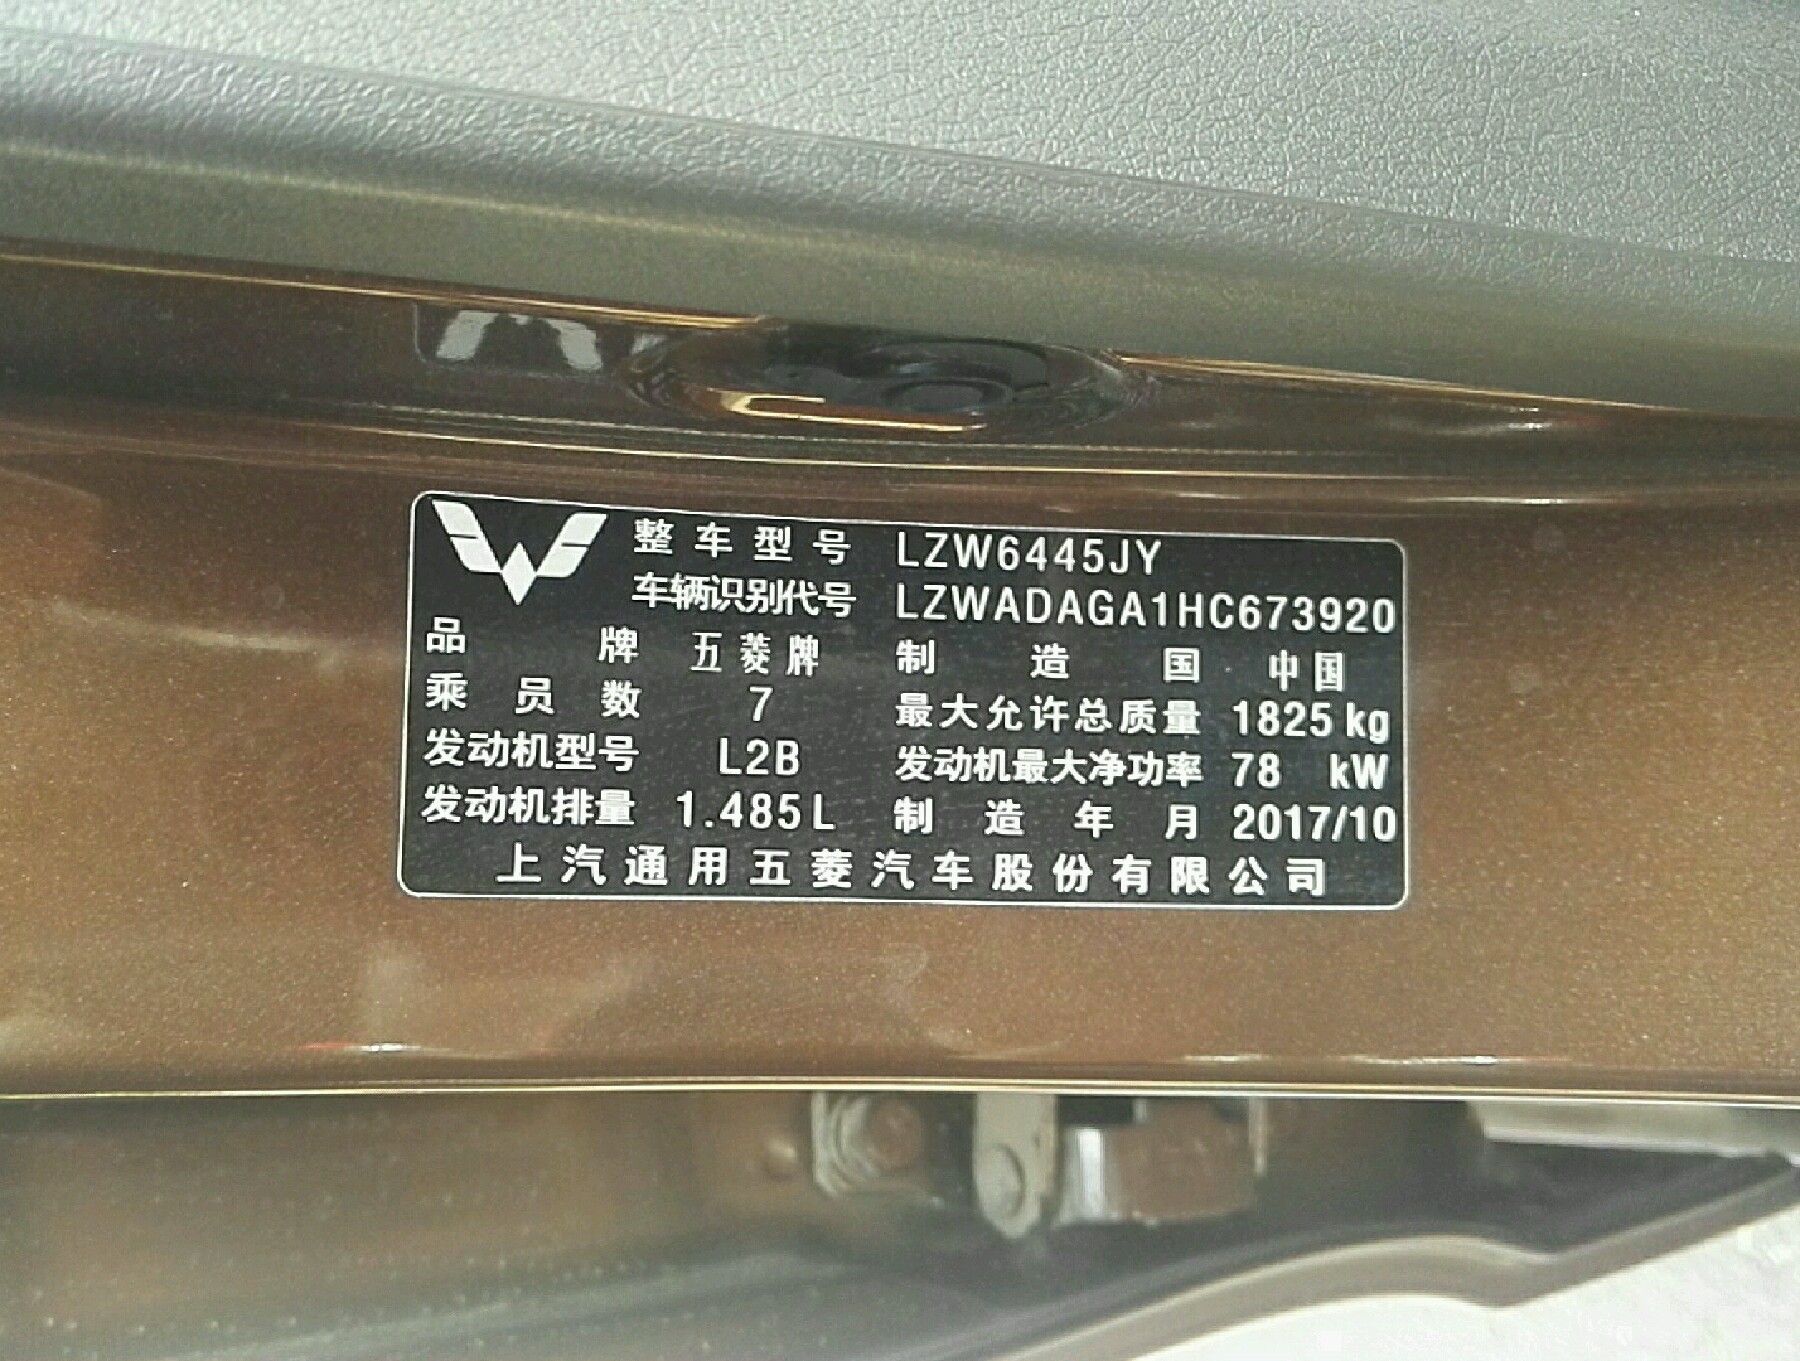 整车型号 LZW6445JY
车辆识别代号 LZWADAGA1HC673920
品牌 五菱牌 制造国 中国
乘员数 7 最大允许总质量 1825 kg
发动机型号 L2B 发动机最大净功率 78 kW
发动机排量 1.485L 制造年月 2017/10
上汽通用五菱汽车股份有限公司